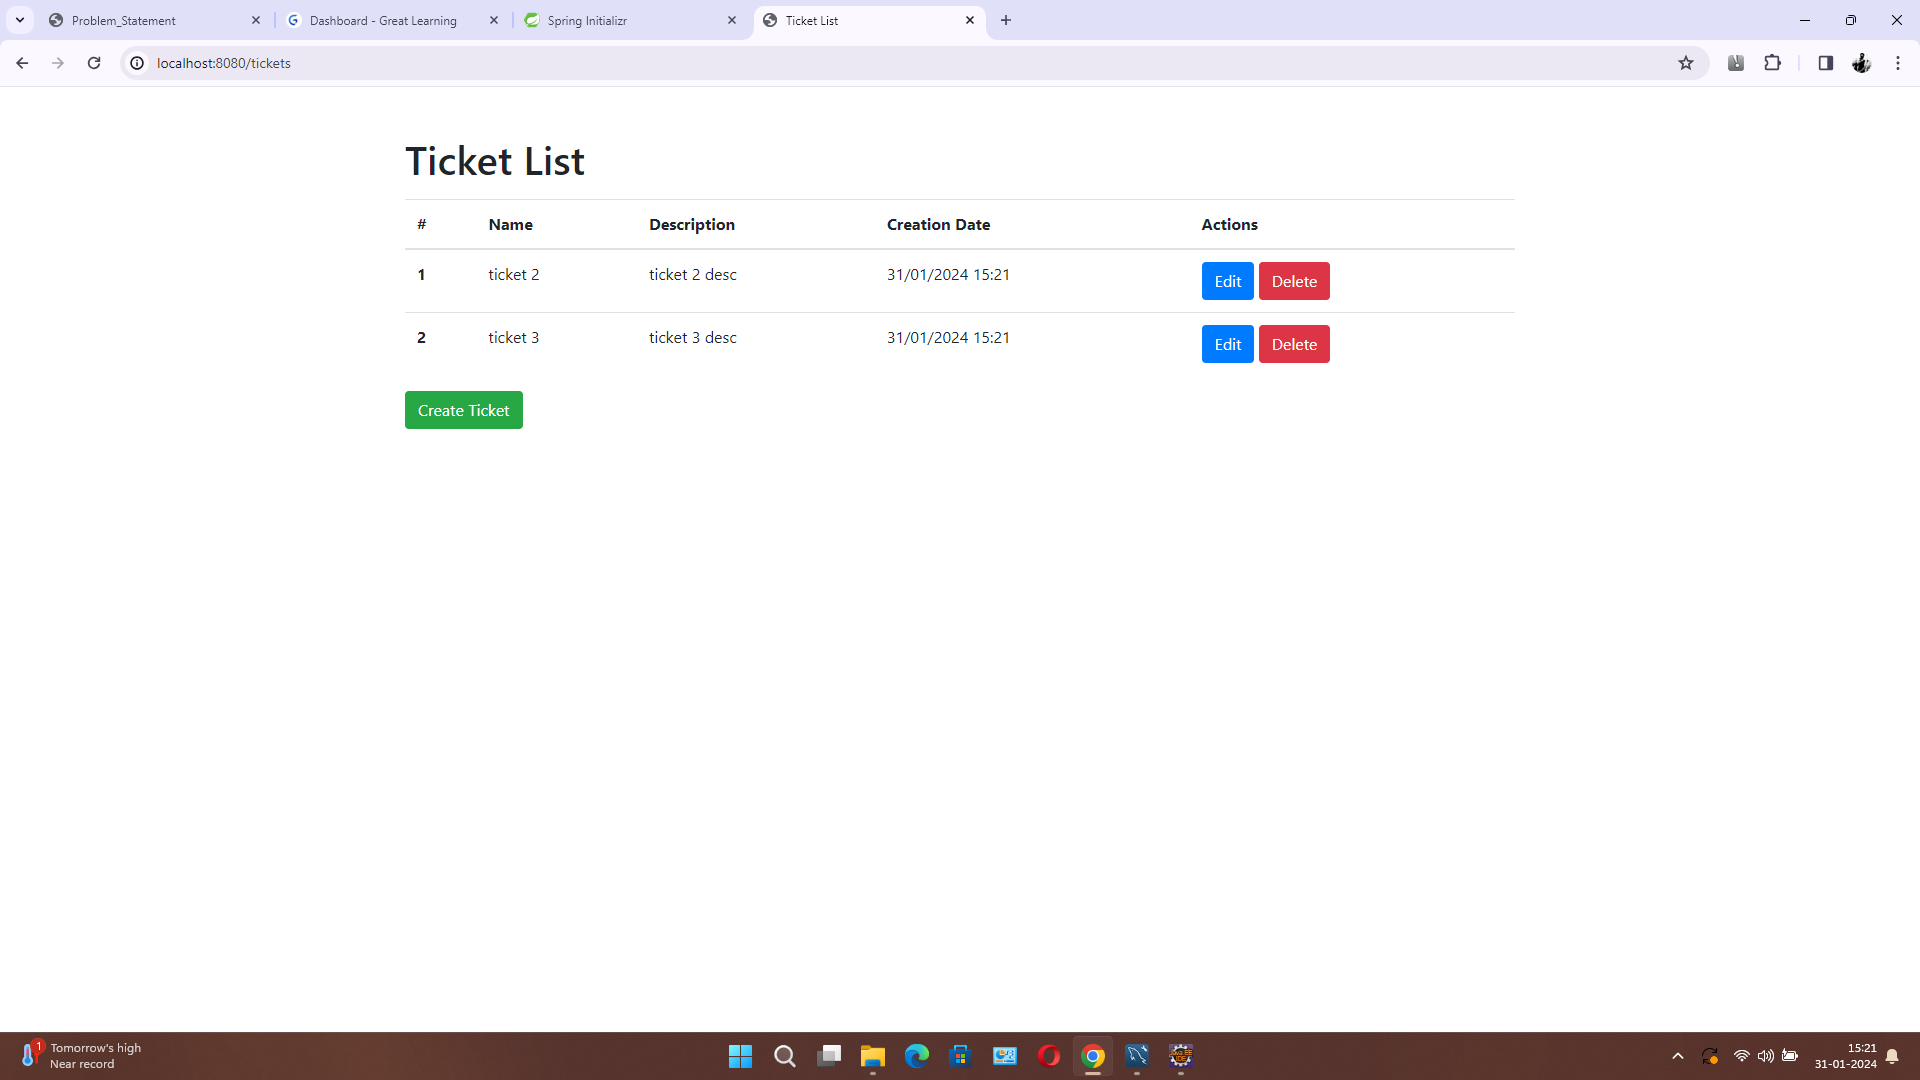 Problem_Statement
Dashboard - Great Learning
Spring Initializr
Ticket List
localhost:8080/tickets
Ticket List
# Name Description Creation Date Actions
1 ticket 2 ticket 2 desc 31/01/2024 15:21 Edit Delete
2 ticket 3 ticket 3 desc 31/01/2024 15:21 Edit Delete
Create Ticket
1
Tomorrow's high
Near record
15:21
31-01-2024